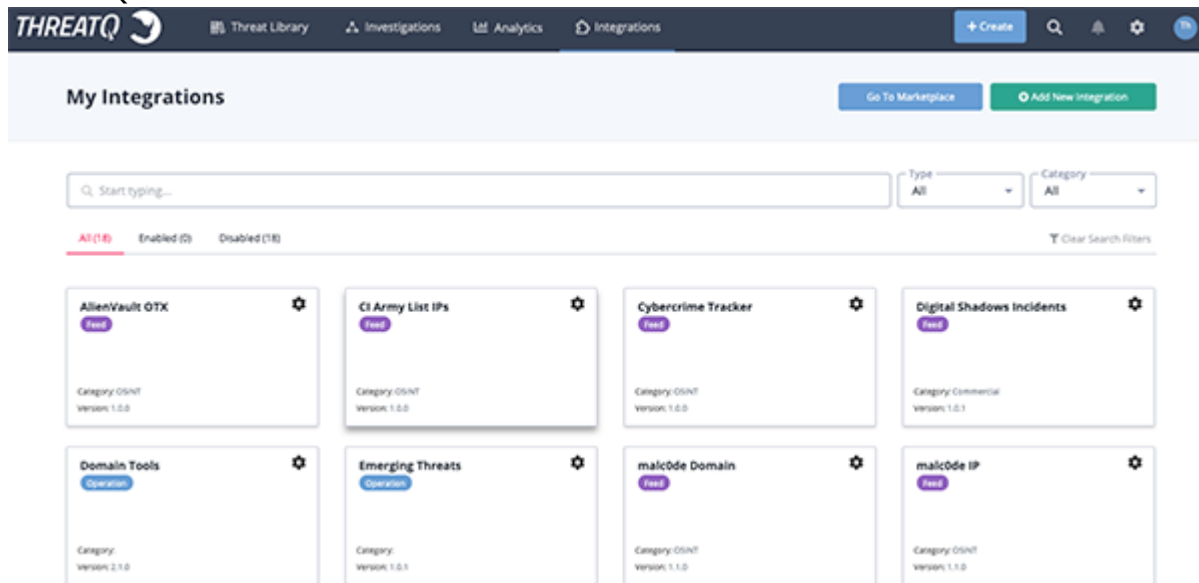 THREATQ Threat Library Investigations Analytics Integrations + Create Th
My Integrations Go To Marketplace Add New Integration
Start typing... Type All Category All
All (18) Enabled (0) Disabled (18) Clear Search Filters
AlienVault OTX
Feed
Category: OSINT
Version: 1.0.0
CI Army List IPs
Feed
Category: OSINT
Version: 1.0.0
Cybercrime Tracker
Feed
Category: OSINT
Version: 1.0.0
Digital Shadows Incidents
Feed
Category: Commercial
Version: 1.0.1
Domain Tools
Operation
Category:
Version: 2.1.0
Emerging Threats
Operation
Category:
Version: 1.0.1
malc0de Domain
Feed
Category: OSINT
Version: 1.1.0
malc0de IP
Feed
Category: OSINT
Version: 1.1.0